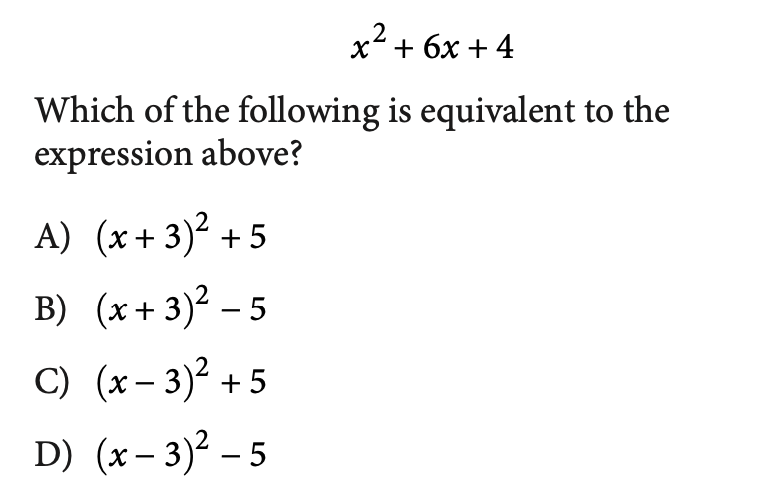 x² + 6x + 4
Which of the following is equivalent to the
expression above?
A) (x + 3)² + 5
B) (x + 3)² − 5
C) (x − 3)² + 5
D) (x − 3)² − 5